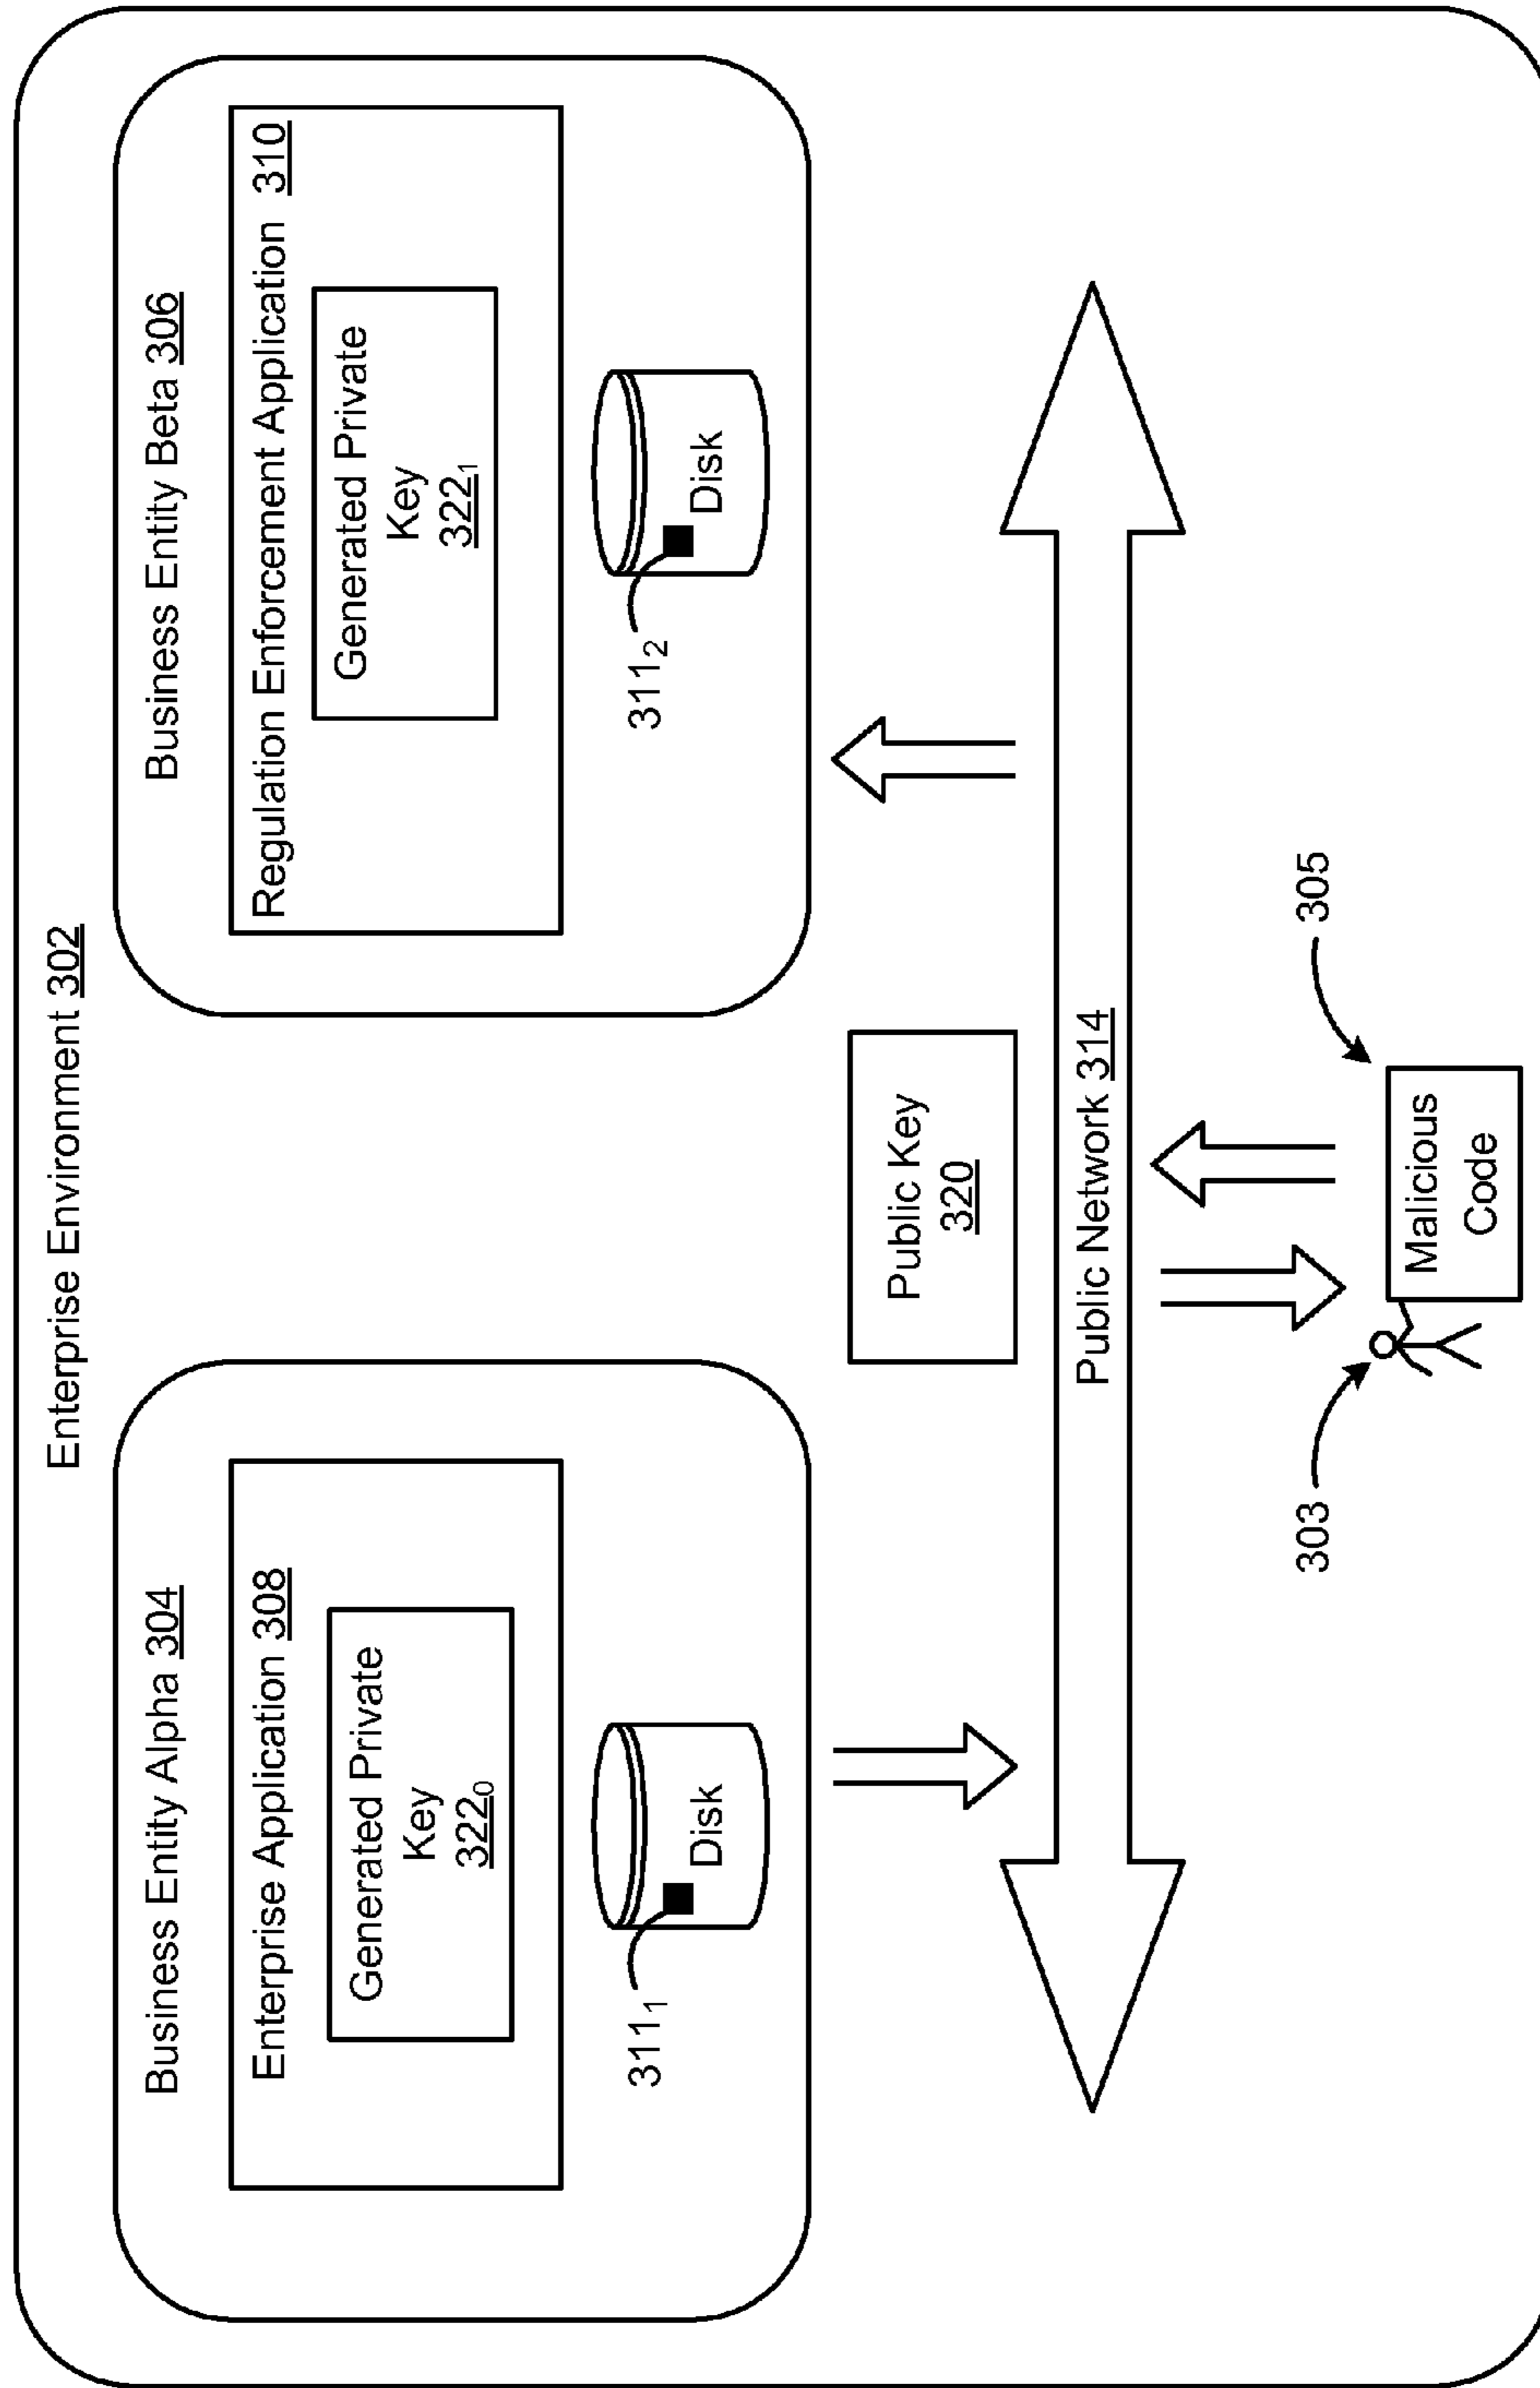 Enterprise Environment 302
Business Entity Alpha 304
Enterprise Application 308
Generated Private
Key
322₀
311₁
Disk
Business Entity Beta 306
Regulation Enforcement Application 310
Generated Private
Key
322₁
311₂
Disk
Public Key
320
Public Network 314
303
305
Malicious
Code